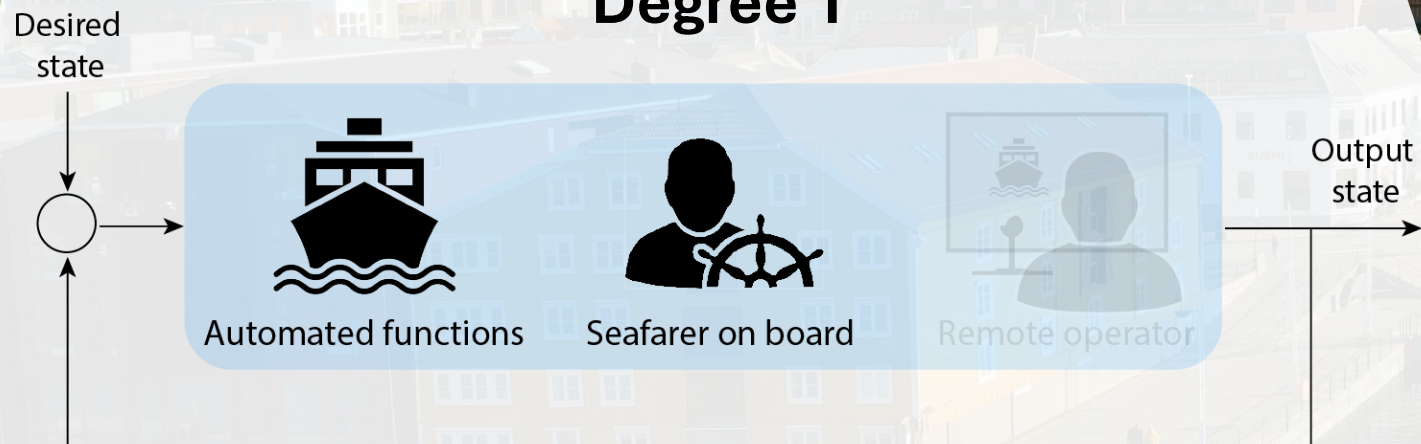 Degree 1
Desired
state
Output
state
Automated functions
Seafarer on board
Remote operator